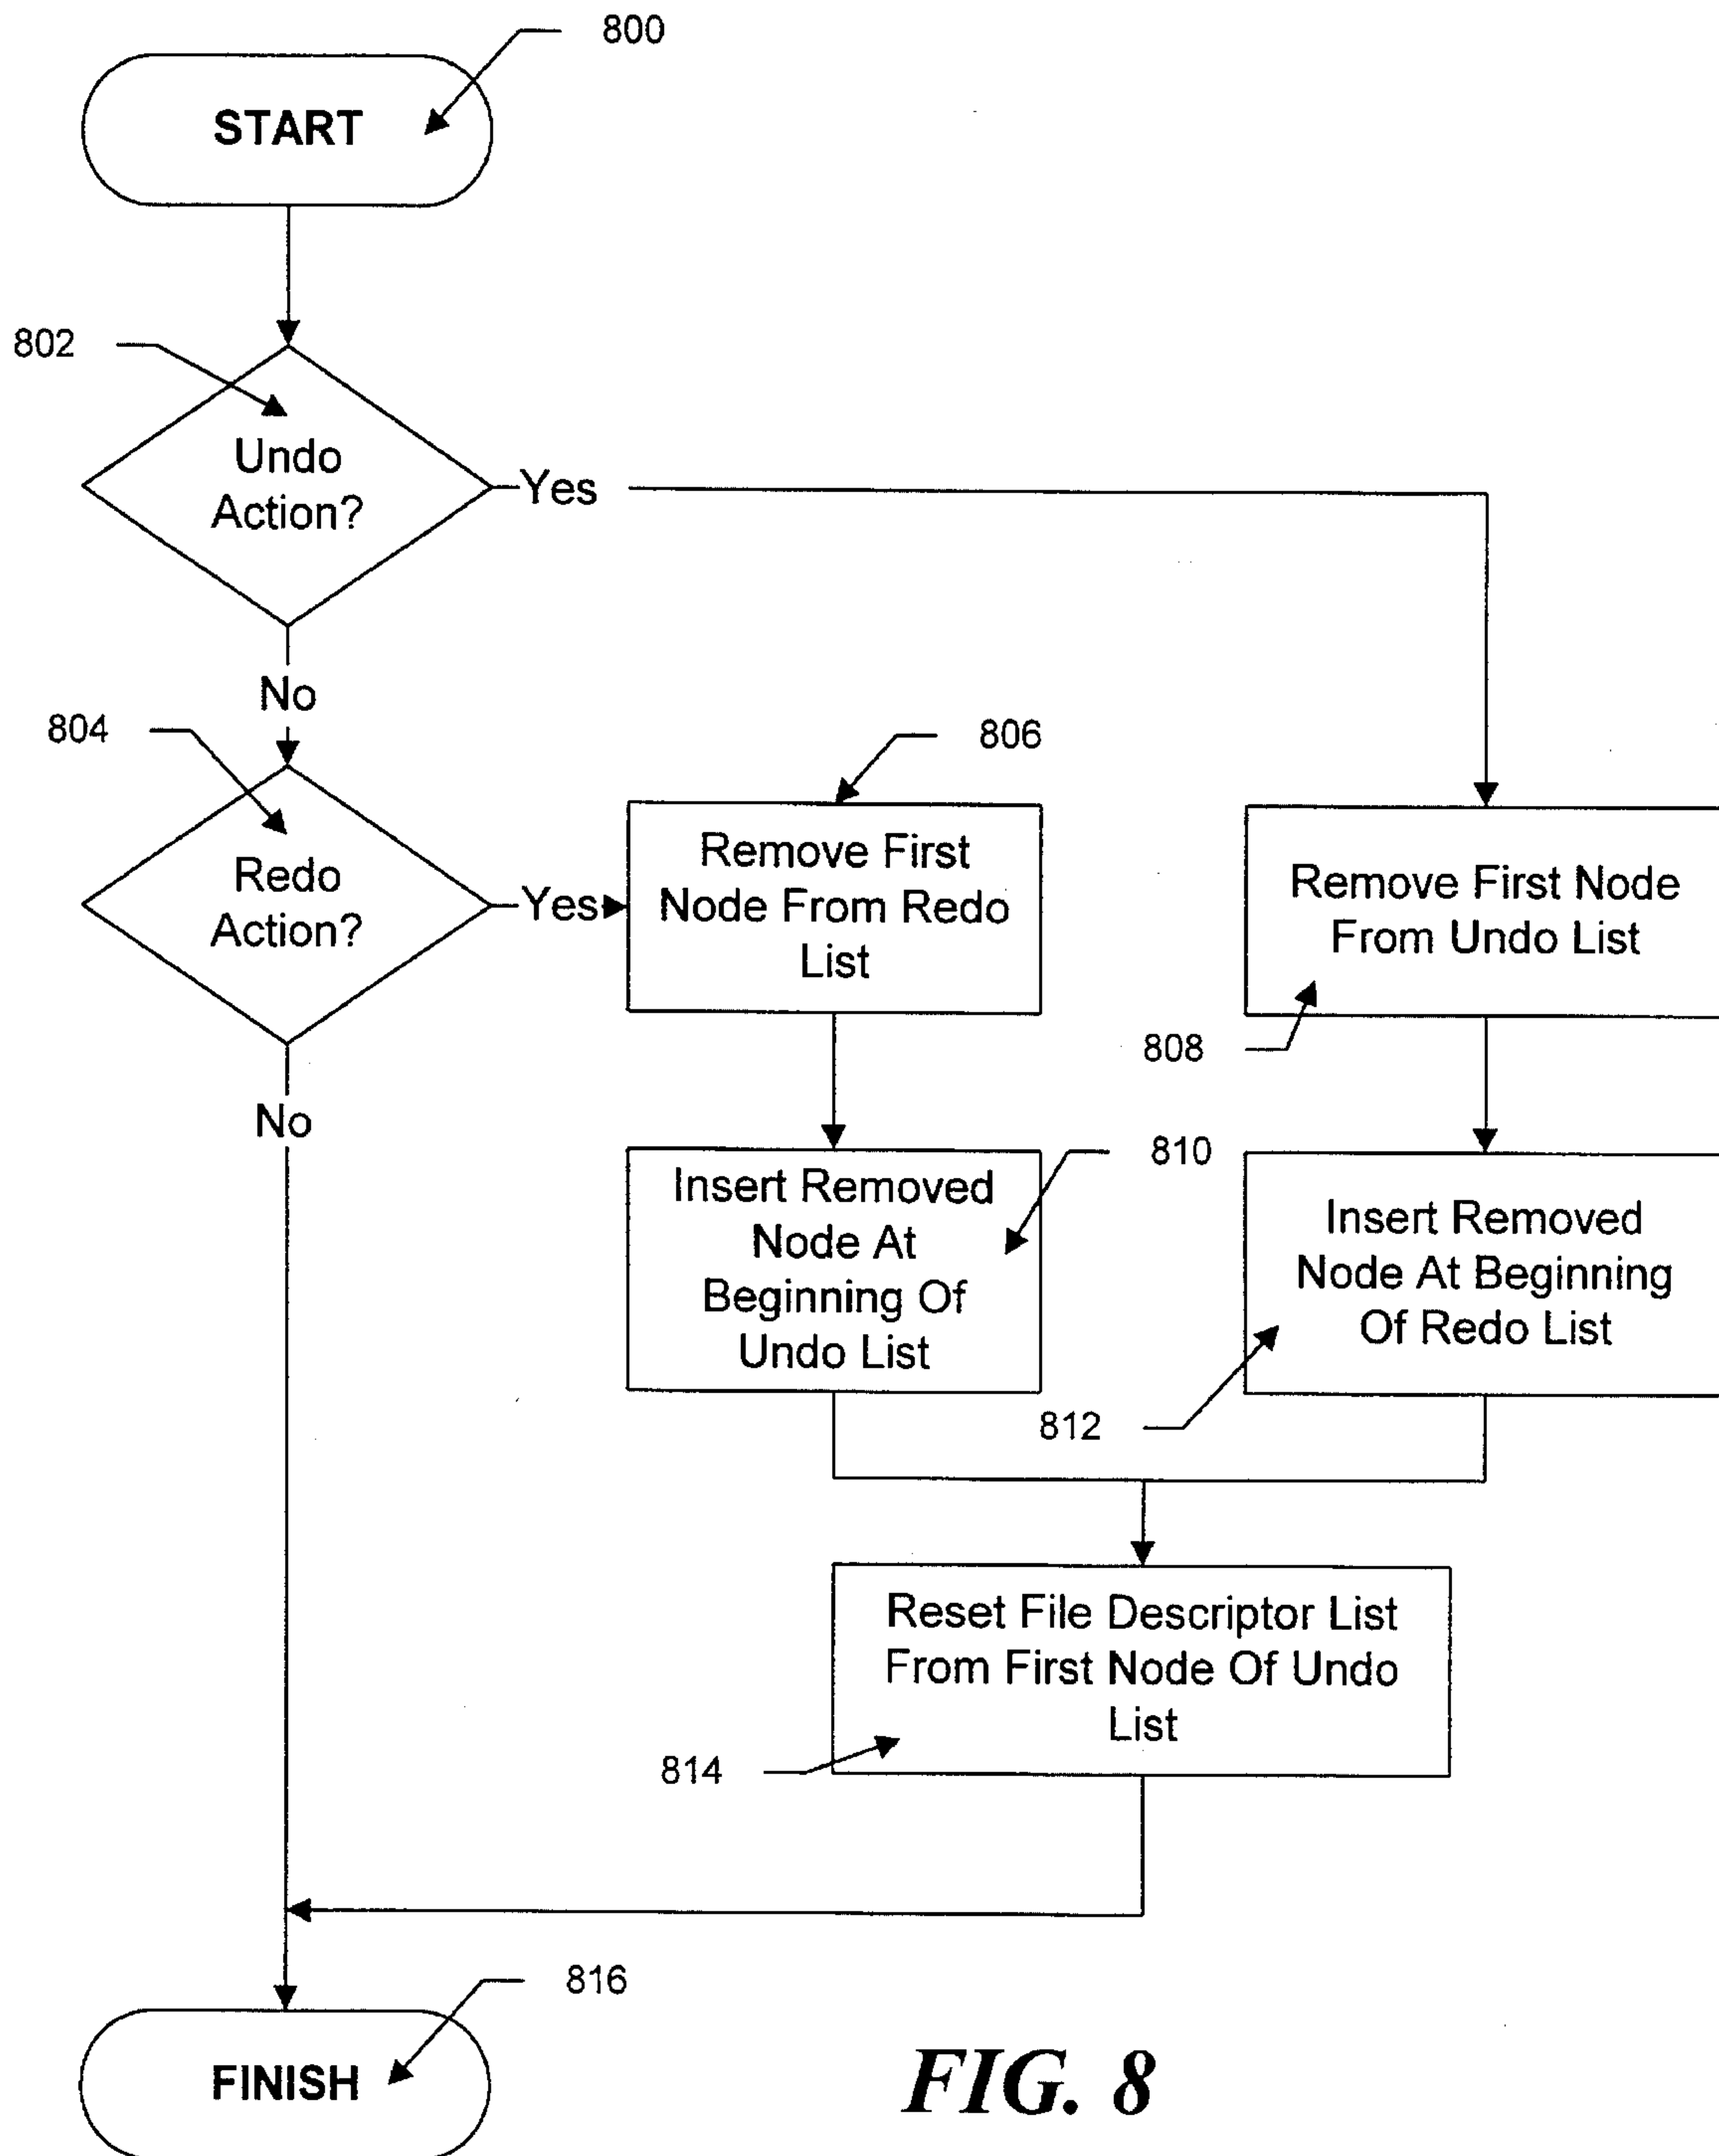 800
START
802
Undo
Action?
Yes
No
804
Redo
Action?
Yes
No
806
Remove First
Node From Redo
List
Remove First Node
From Undo List
808
810
Insert Removed
Node At
Beginning Of
Undo List
Insert Removed
Node At Beginning
Of Redo List
812
Reset File Descriptor List
From First Node Of Undo
List
814
816
FINISH
FIG. 8